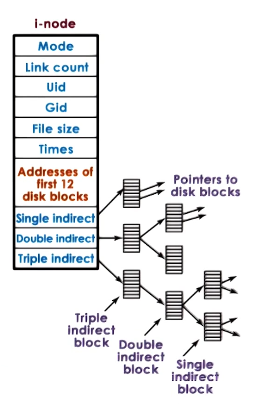 i-node
Mode
Link count
Uid
Gid
File size
Times
Addresses of
first 12
disk blocks
Single indirect
Double indirect
Triple indirect
Pointers to
disk blocks
Triple
indirect
block
Double
indirect
block
Single
indirect
block